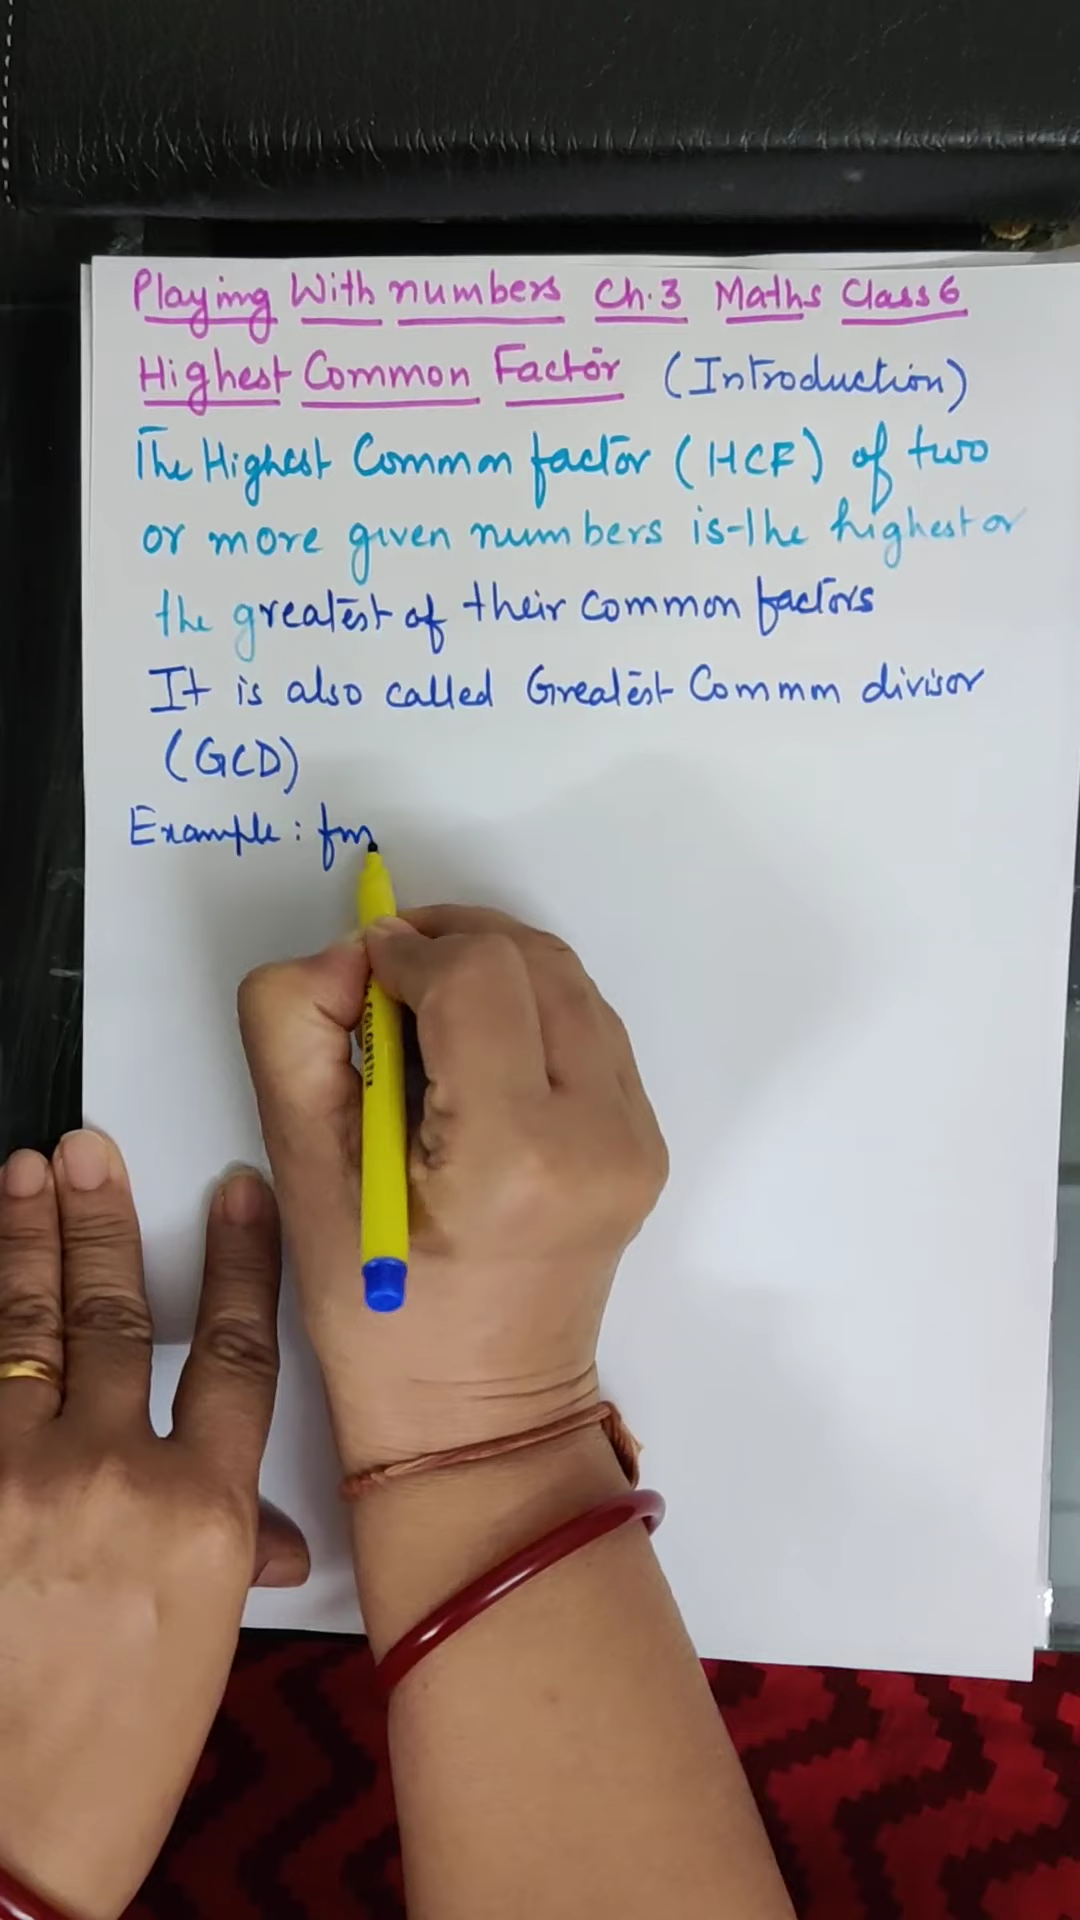 Playing With numbers Ch.3 Maths Class 6
Highest Common Factor (Introduction)
The Highest Common factor (HCF) of two
or more given numbers is the highest or
the greatest of their common factors
It is also called Greatest Common divisor
(GCD)
Example: